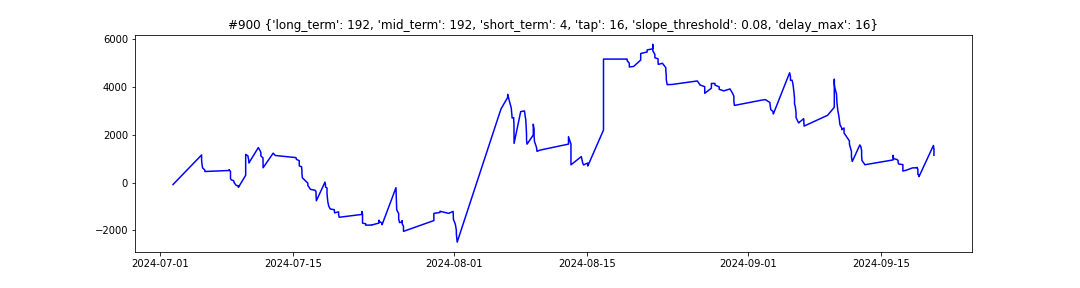 #900 {'long_term': 192, 'mid_term': 192, 'short_term': 4, 'tap': 16, 'slope_threshold': 0.08, 'delay_max': 16}
6000
4000
2000
0
−2000
2024-07-01 2024-07-15 2024-08-01 2024-08-15 2024-09-01 2024-09-15